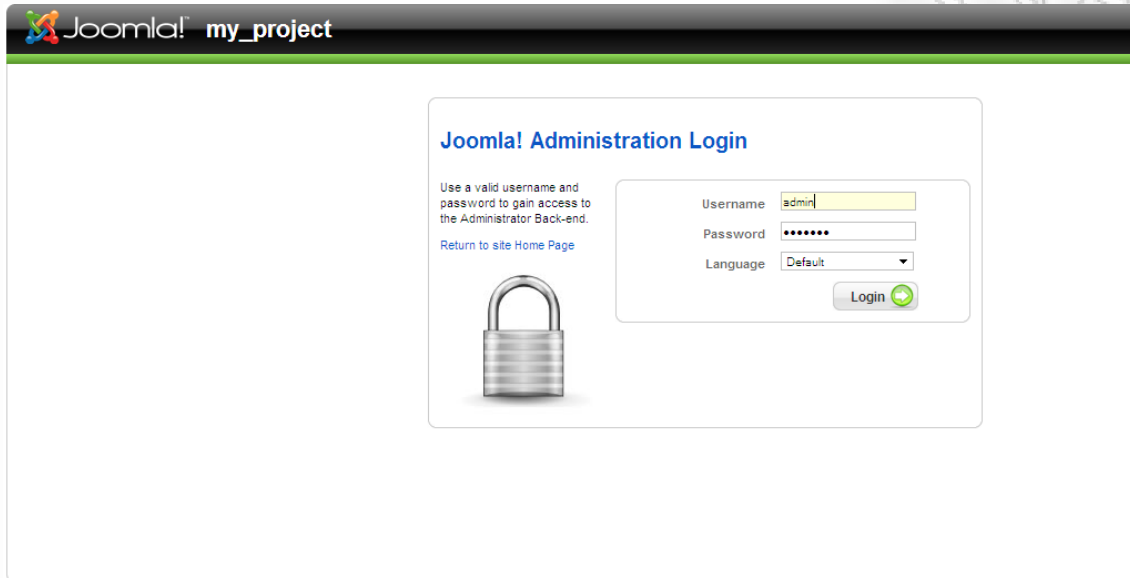 Joomla!™ my_project
Joomla! Administration Login
Use a valid username and
password to gain access to
the Administrator Back-end.
Return to site Home Page
Username admin
Password •••••••
Language Default
Login